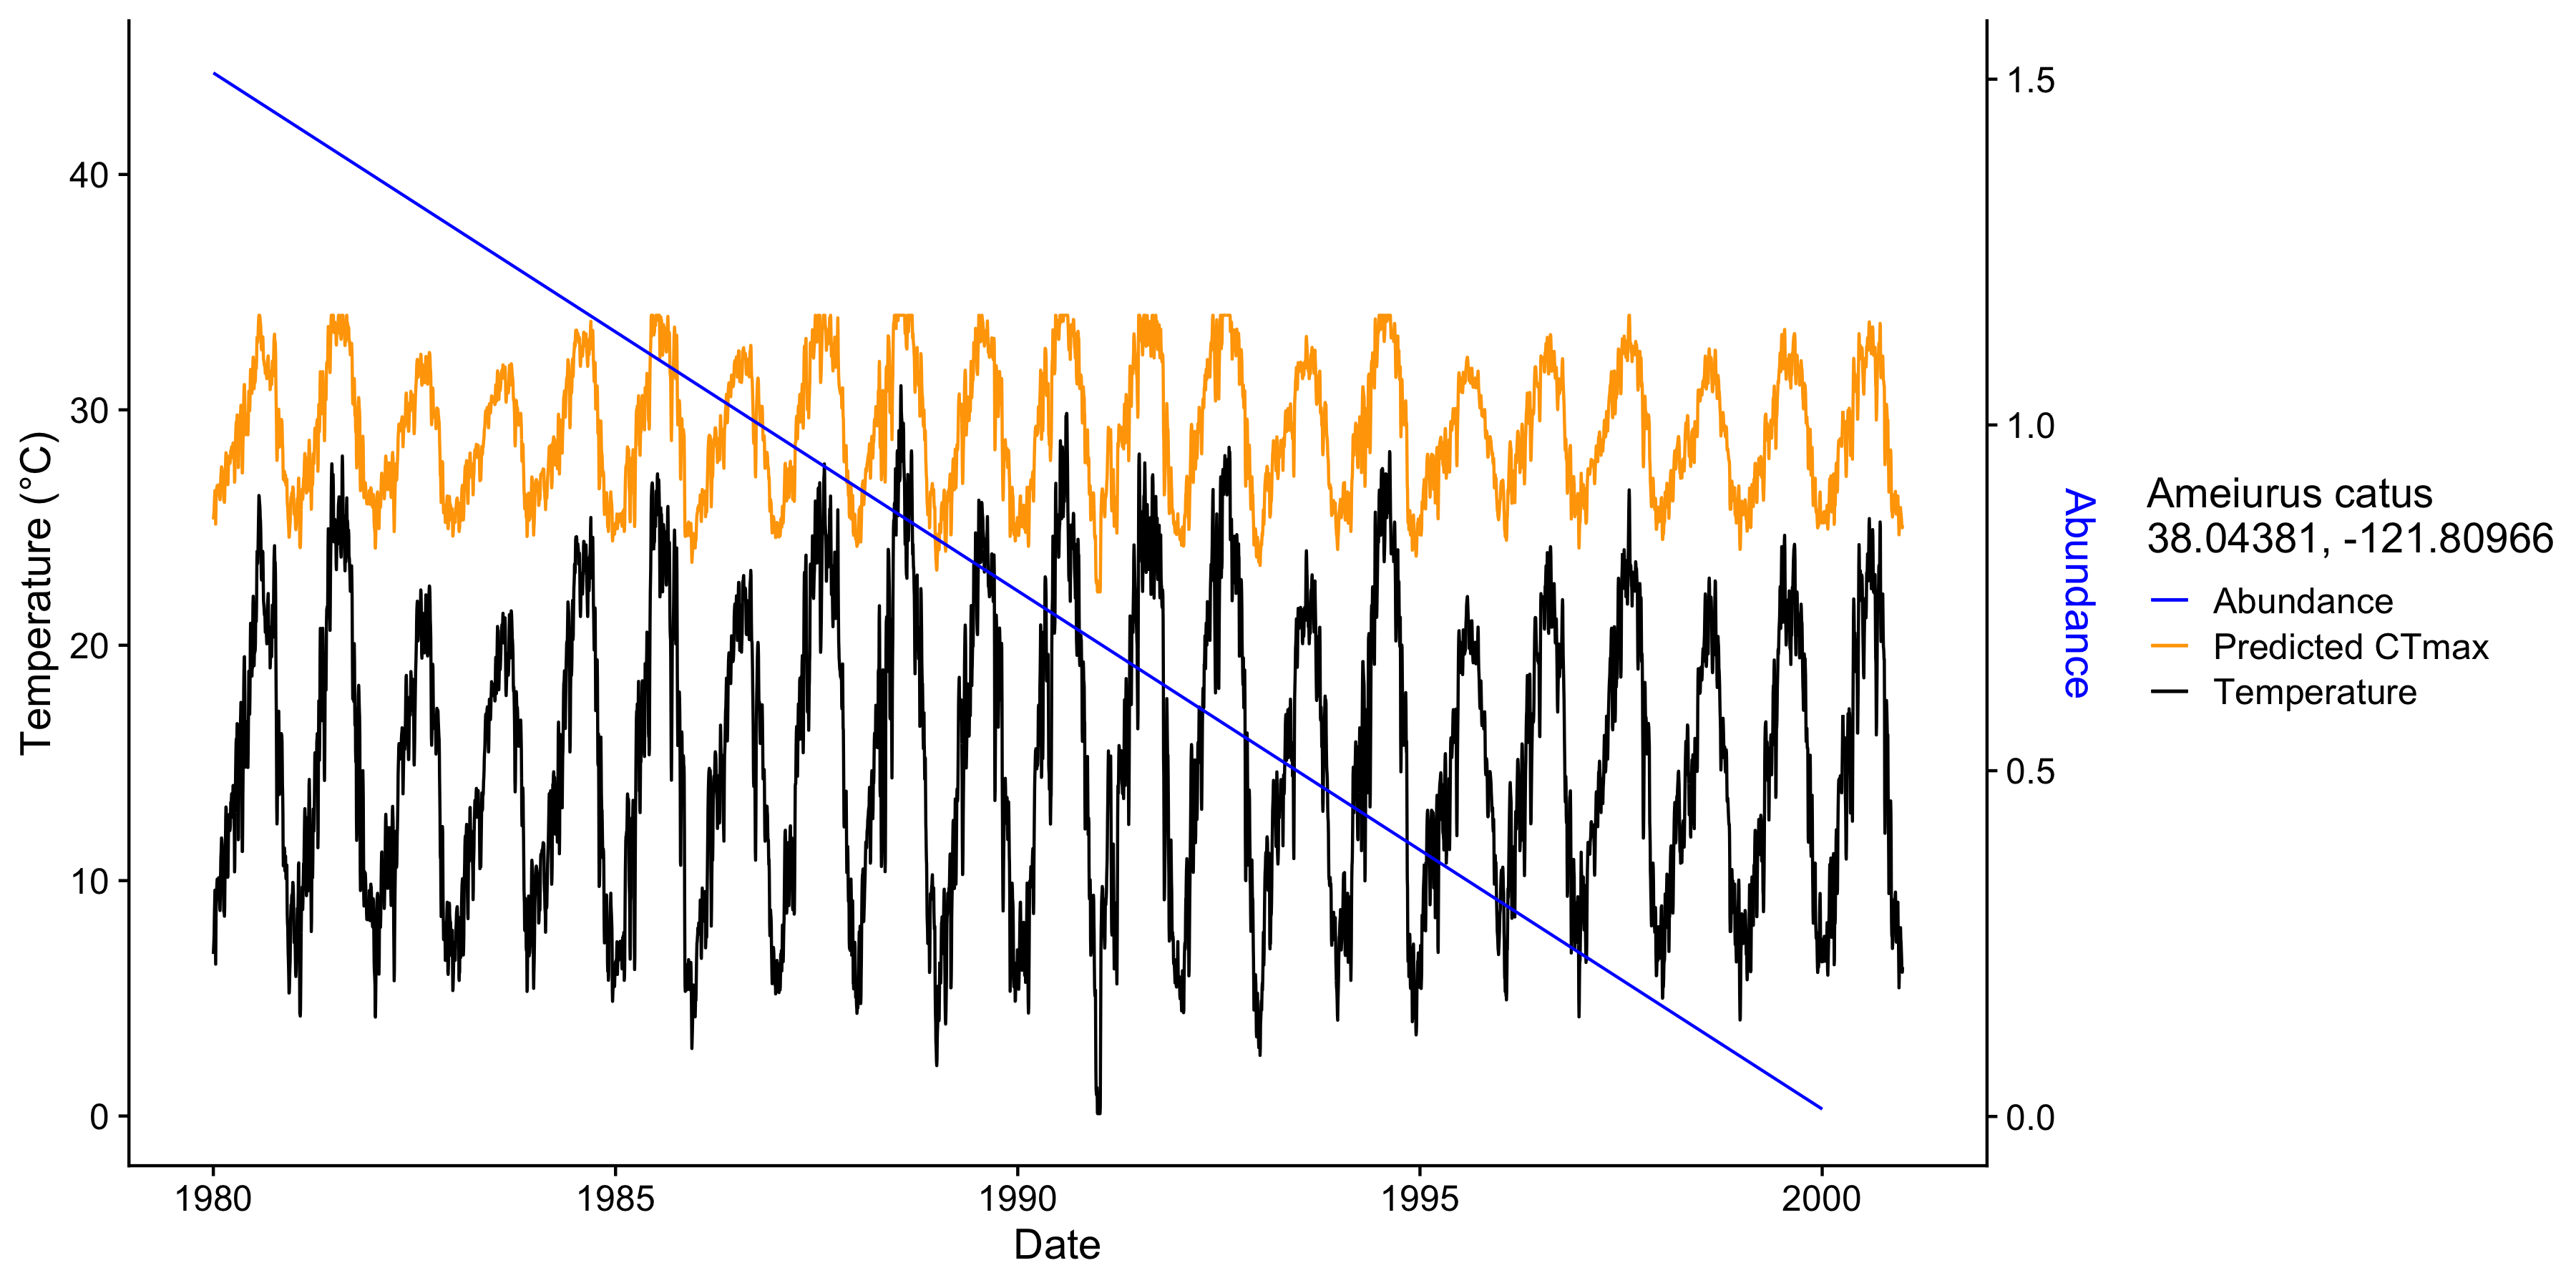 Temperature (°C)
40
30
20
10
0
1980
1985
1990
1995
2000
Date
1.5
1.0
0.5
0.0
Abundance
Ameiurus catus
38.04381, -121.80966
Abundance
Predicted CTmax
Temperature